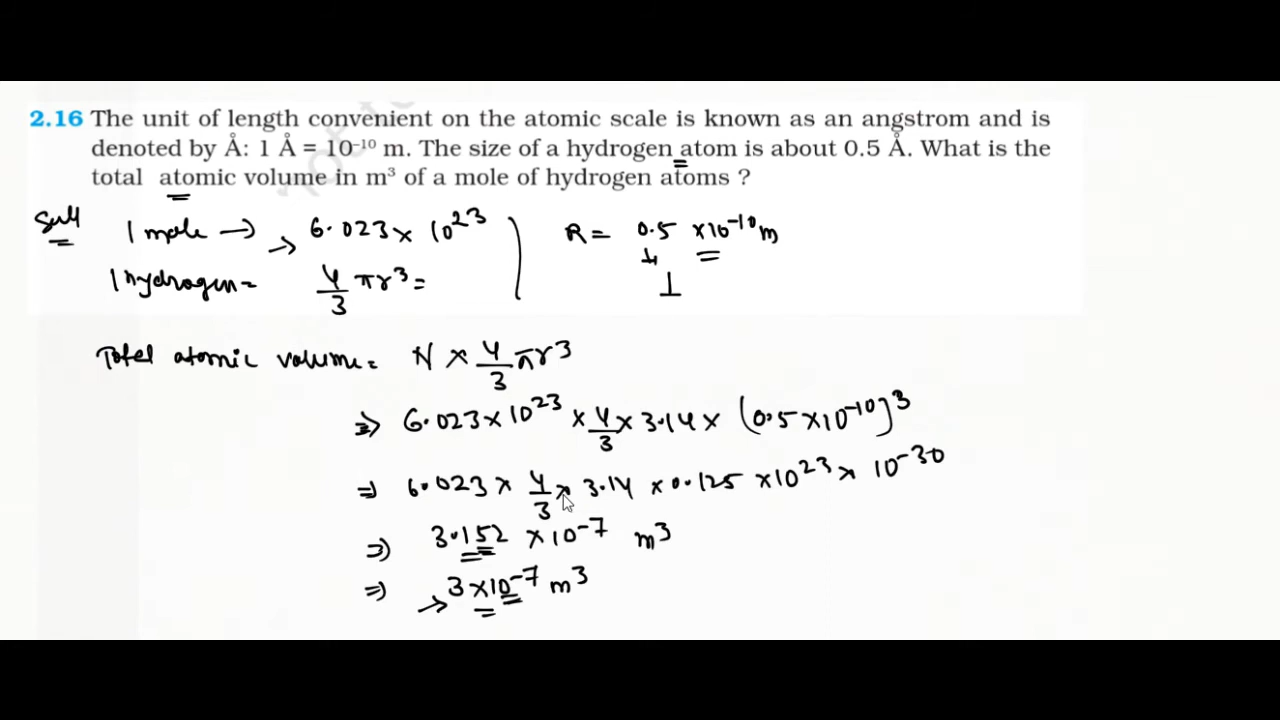 2.16 The unit of length convenient on the atomic scale is known as an angstrom and is
denoted by Å: 1 Å = 10⁻¹⁰ m. The size of a hydrogen atom is about 0.5 Å. What is the
total atomic volume in m³ of a mole of hydrogen atoms ?
1 mole → → 6.023 × 10²³
R = 0.5 × 10⁻¹⁰ m
1
1 hydrogen = 4/3 πr³ =
Total atomic volume = N × 4/3 πr³
⇒ 6.023 × 10²³ × 4/3 × 3.14 × (0.5 × 10⁻¹⁰)³
⇒ 6.023 × 4/3 × 3.14 × 0.125 × 10²³ × 10⁻³⁰
⇒ 3.152 × 10⁻⁷ m³
⇒ → 3 × 10⁻⁷ m³